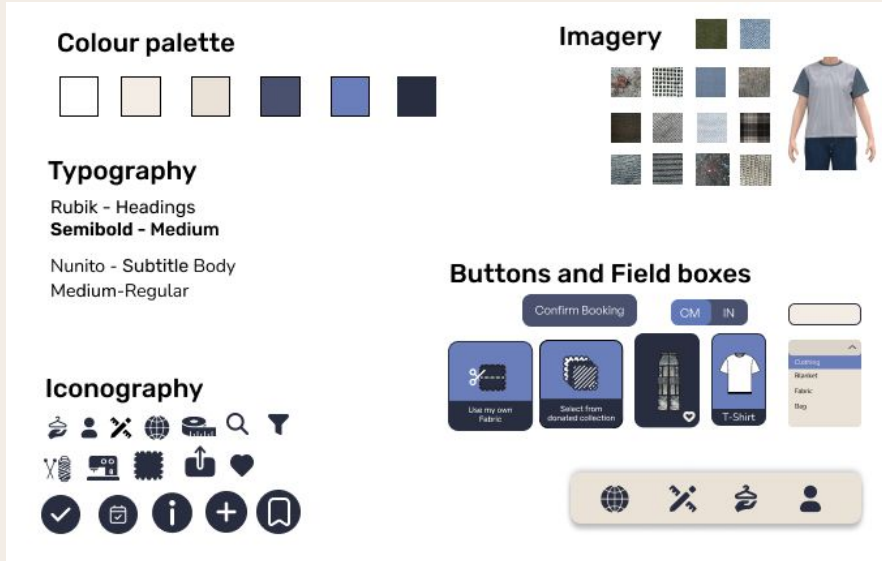 Colour palette
Imagery
Typography
Rubik - Headings
Semibold - Medium
Nunito - Subtitle Body
Medium-Regular
Buttons and Field boxes
Confirm Booking
CM IN
Use my own
Fabric
Select from
donated collection
T-Shirt
Clothing
Blanket
Fabric
Bag
Iconography